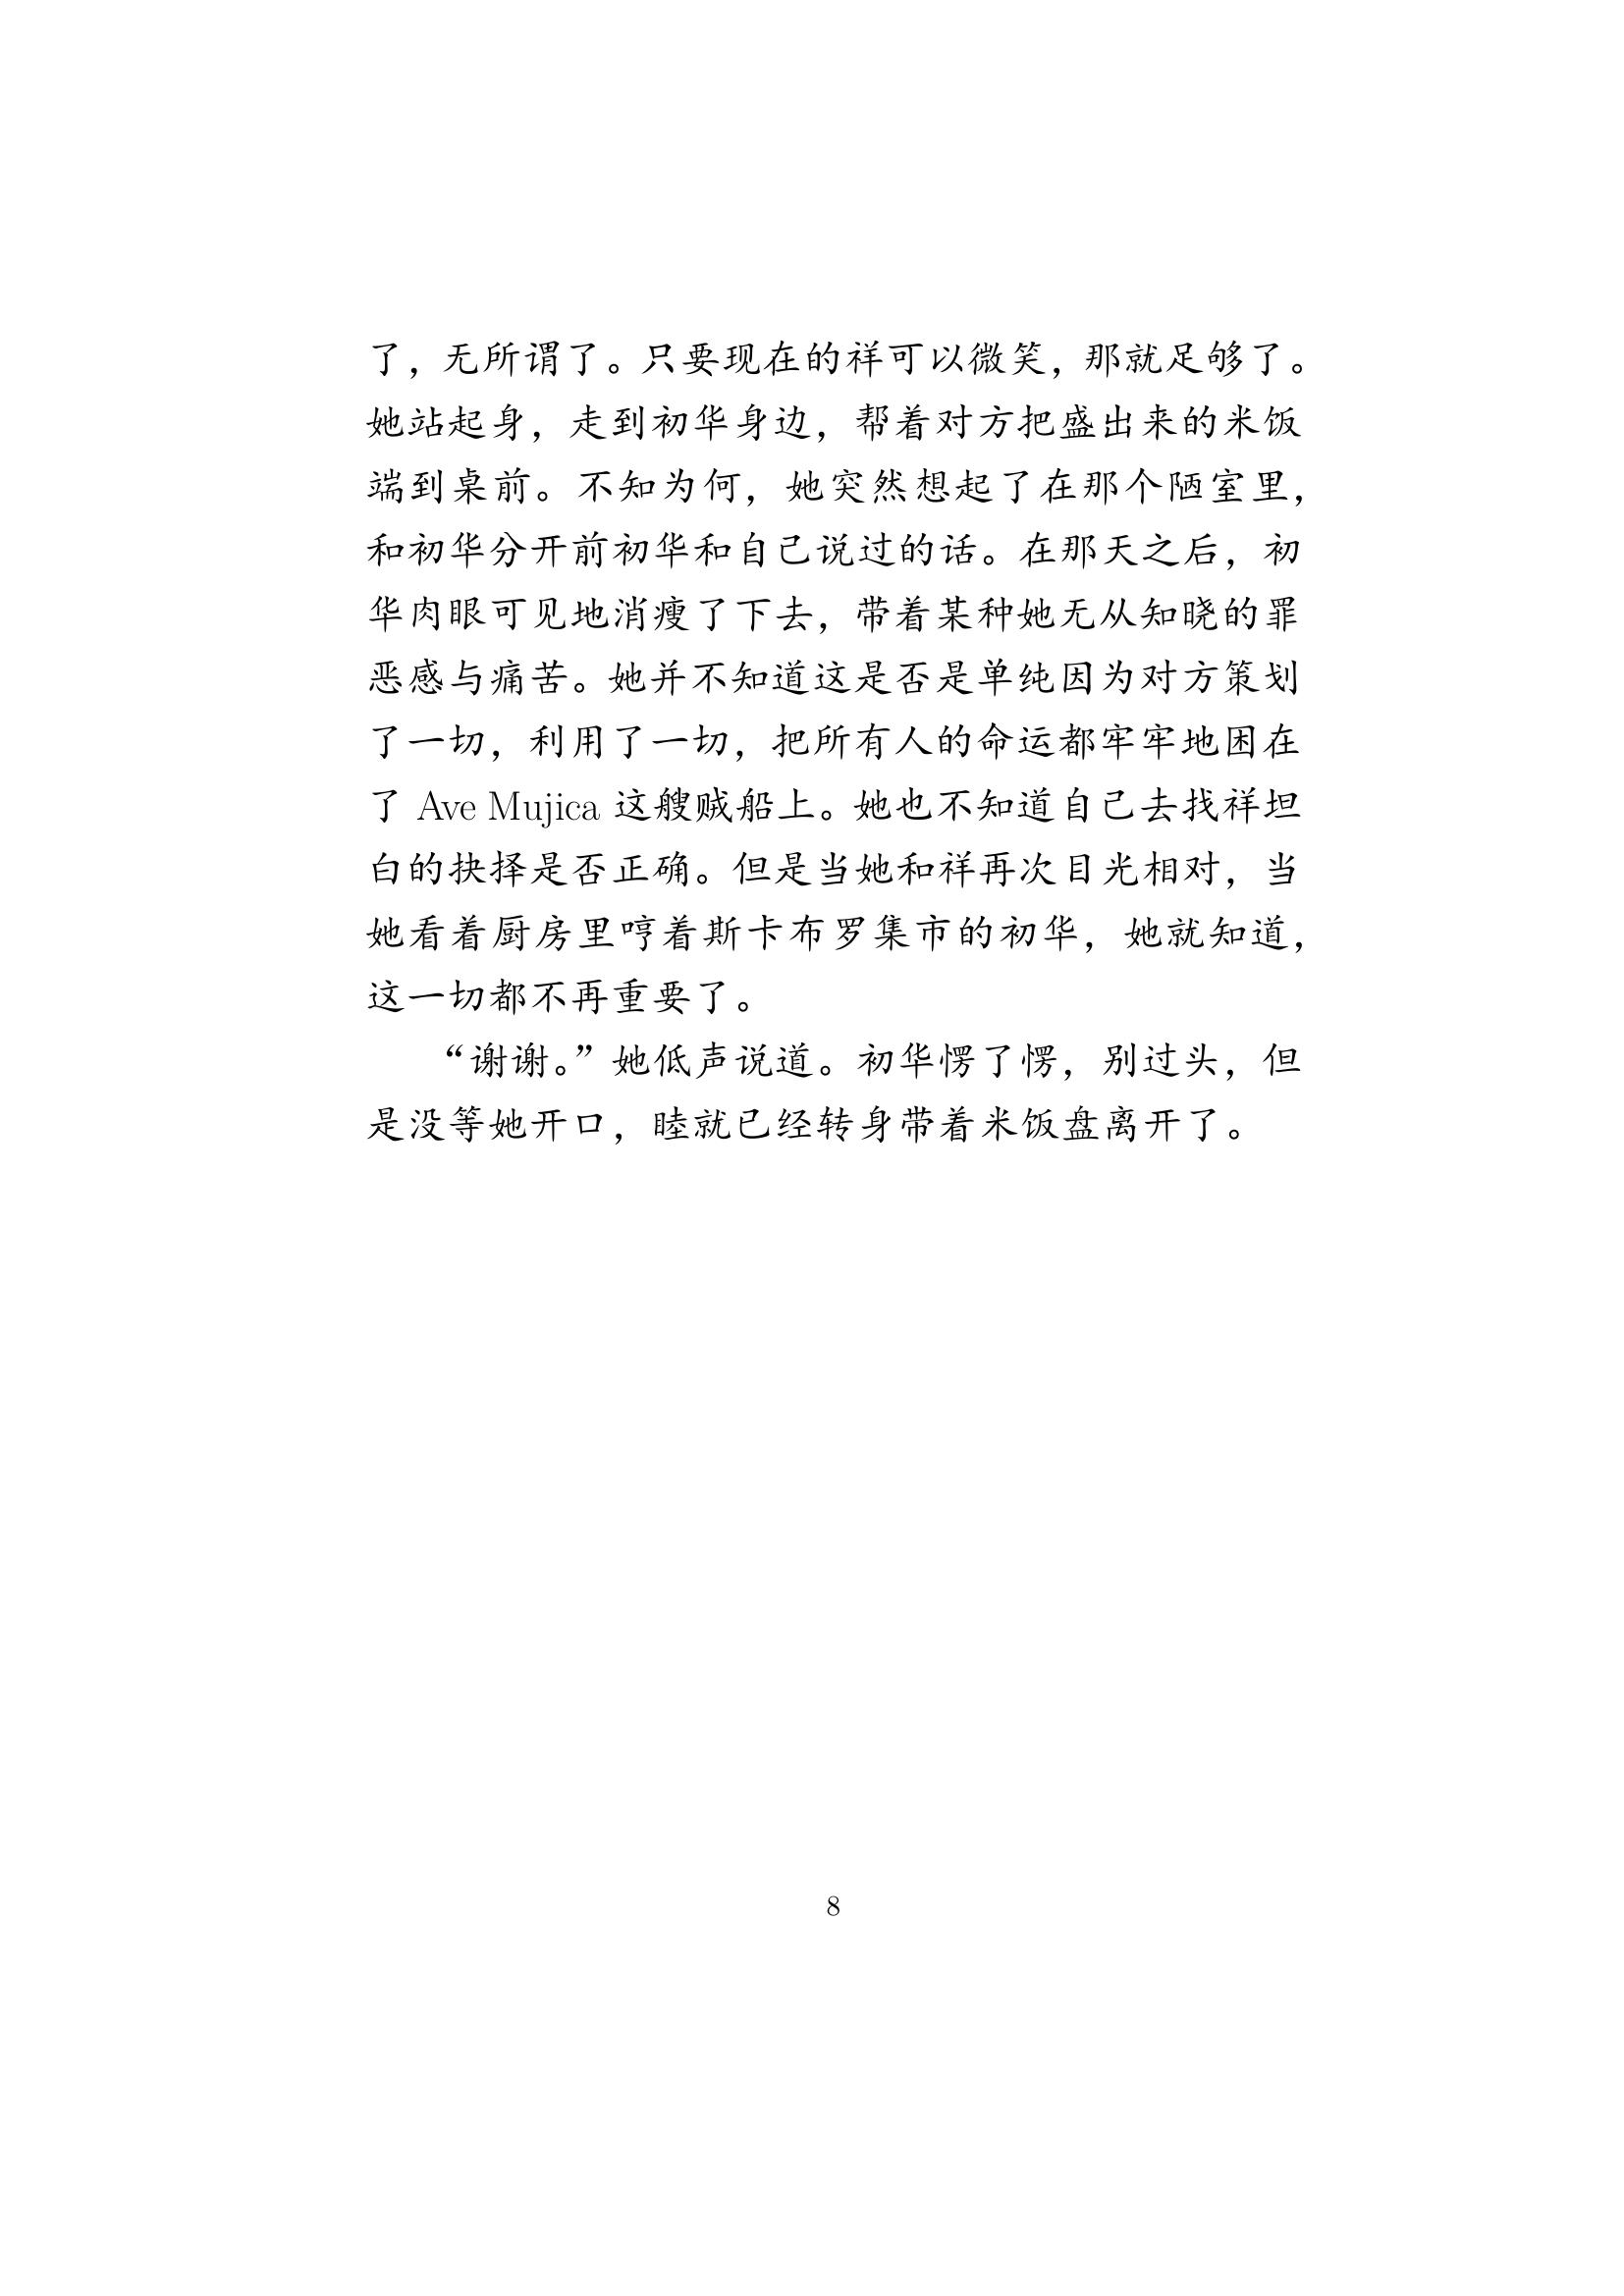 了，无所谓了。只要现在的祥可以微笑，那就足够了。
她站起身，走到初华身边，帮着对方把盛出来的米饭
端到桌前。不知为何，她突然想起了在那个陋室里，
和初华分开前初华和自己说过的话。在那天之后，初
华肉眼可见地消瘦了下去，带着某种她无从知晓的罪
恶感与痛苦。她并不知道这是否是单纯因为对方策划
了一切，利用了一切，把所有人的命运都牢牢地困在
了 Ave Mujica 这艘贼船上。她也不知道自己去找祥坦
白的抉择是否正确。但是当她和祥再次目光相对，当
她看着厨房里哼着斯卡布罗集市的初华，她就知道，
这一切都不再重要了。
“谢谢。”她低声说道。初华愣了愣，别过头，但
是没等她开口，睦就已经转身带着米饭盘离开了。
8